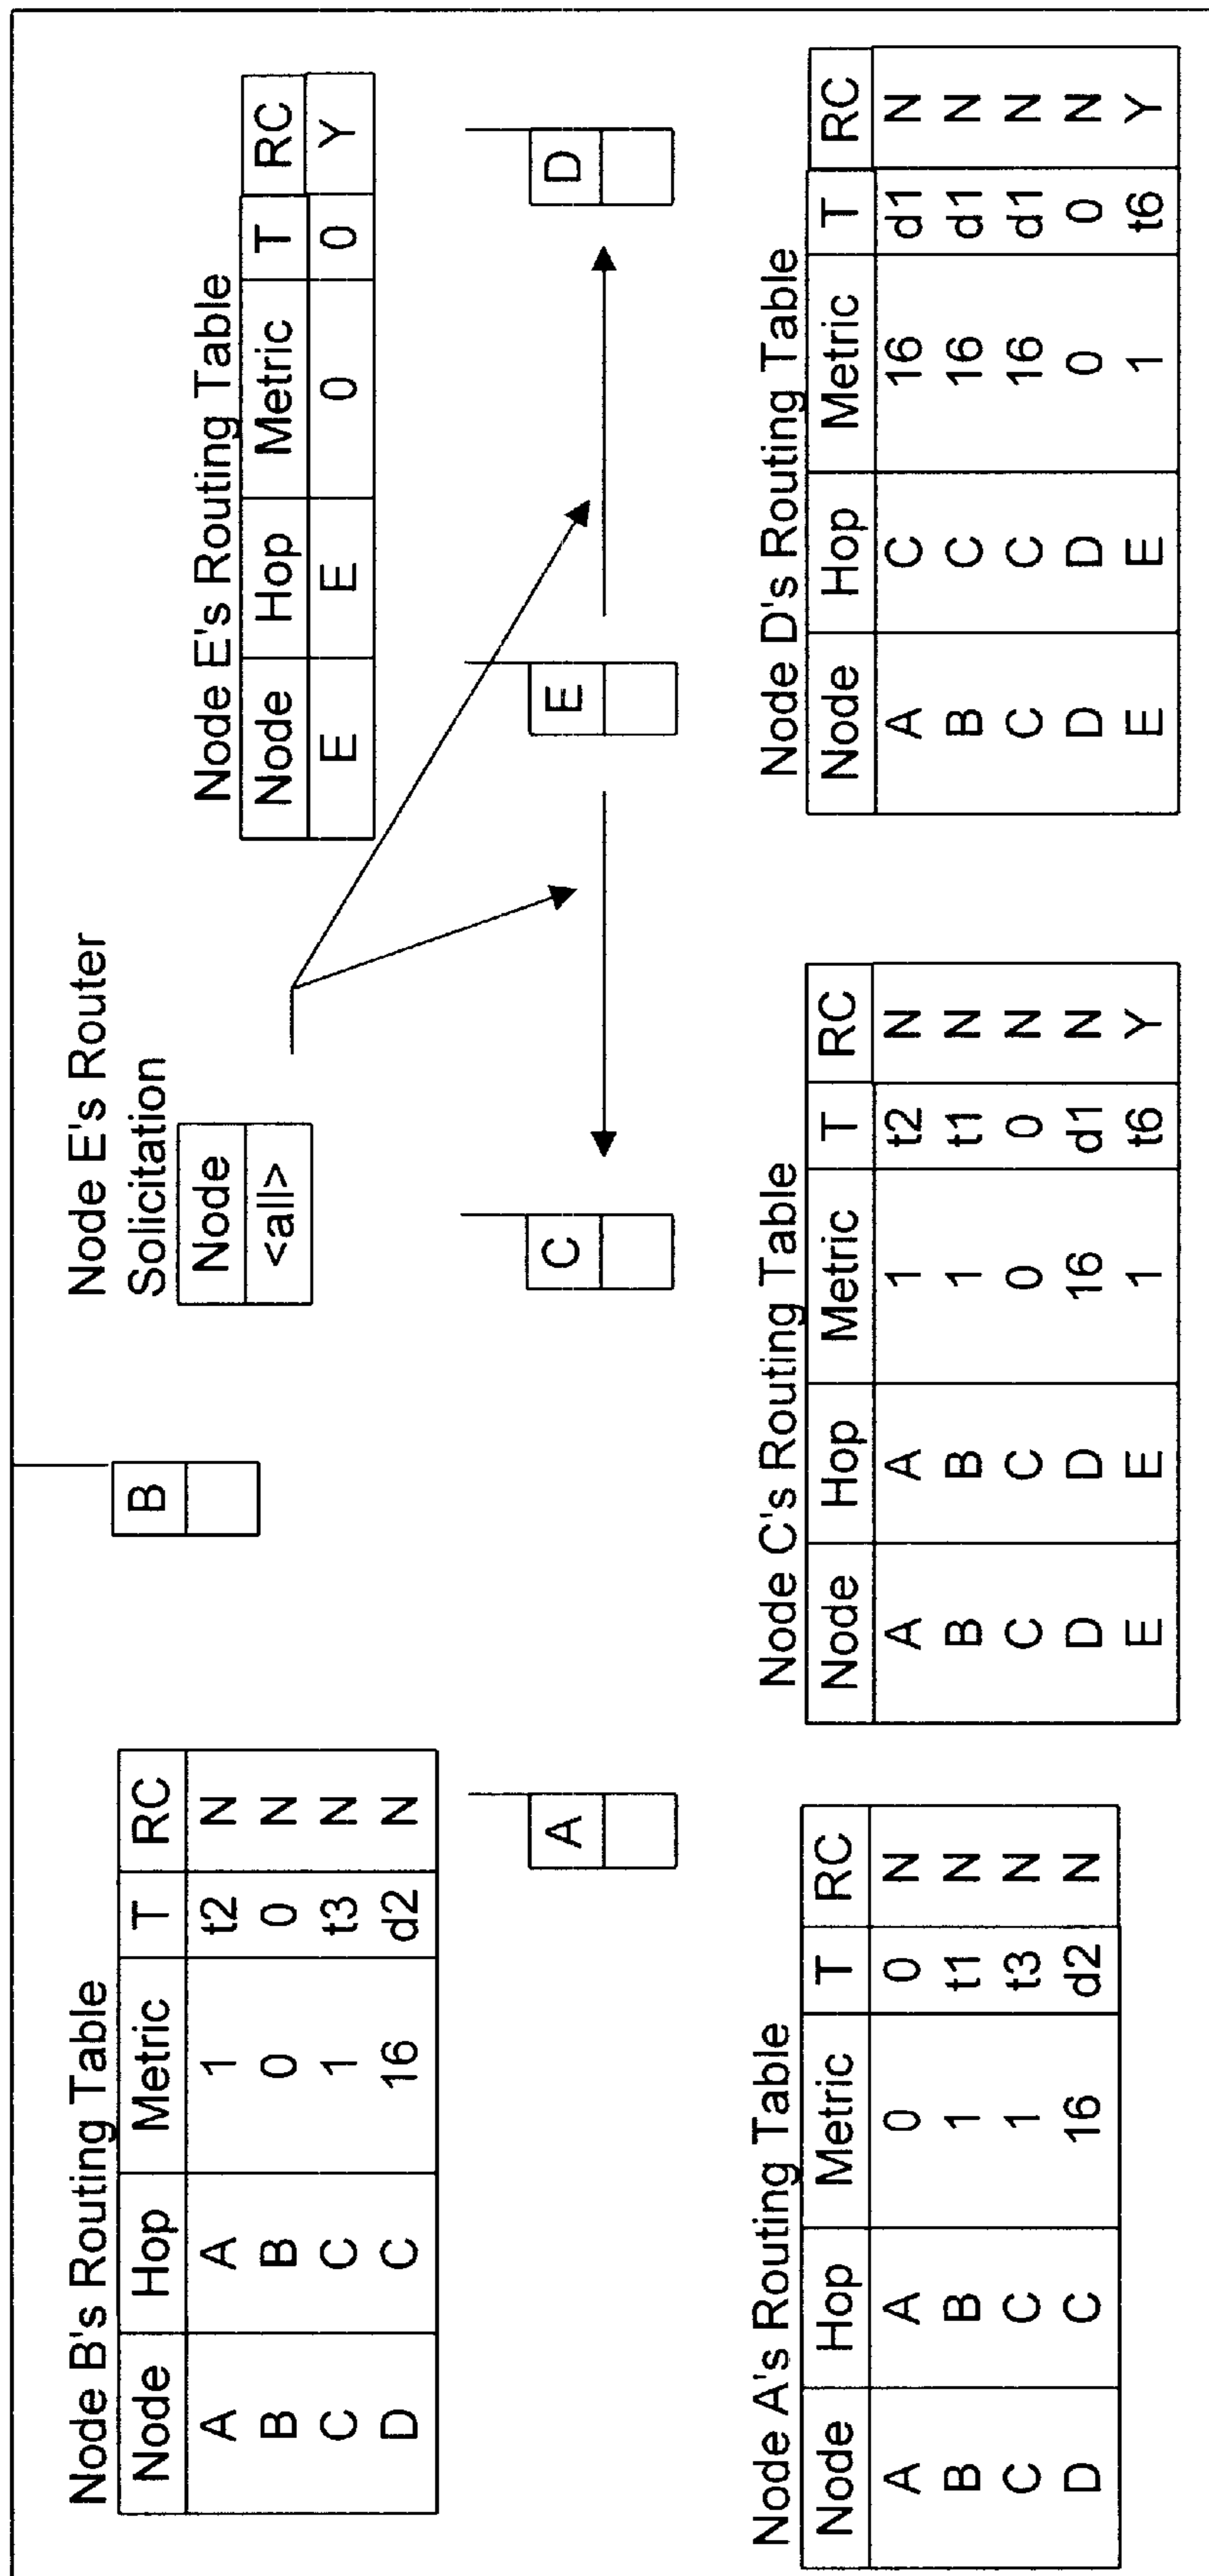 Node B's Routing Table
Node Hop Metric T RC
A A 1 t2 N
B B 0 0 N
C C 1 t3 N
D C 16 d2 N
B
Node E's Router
Solicitation
Node
<all>
Node E's Routing Table
Node Hop Metric T RC
E E 0 0 Y
A
C
E
D
Node A's Routing Table
Node Hop Metric T RC
A A 0 0 N
B B 1 t1 N
C C 1 t3 N
D C 16 d2 N
Node C's Routing Table
Node Hop Metric T RC
A A 1 t2 N
B B 1 t1 N
C C 0 0 N
D D 16 d1 N
E E 1 t6 Y
Node D's Routing Table
Node Hop Metric T RC
A C 16 d1 N
B C 16 d1 N
C C 16 d1 N
D D 0 0 N
E E 1 t6 Y